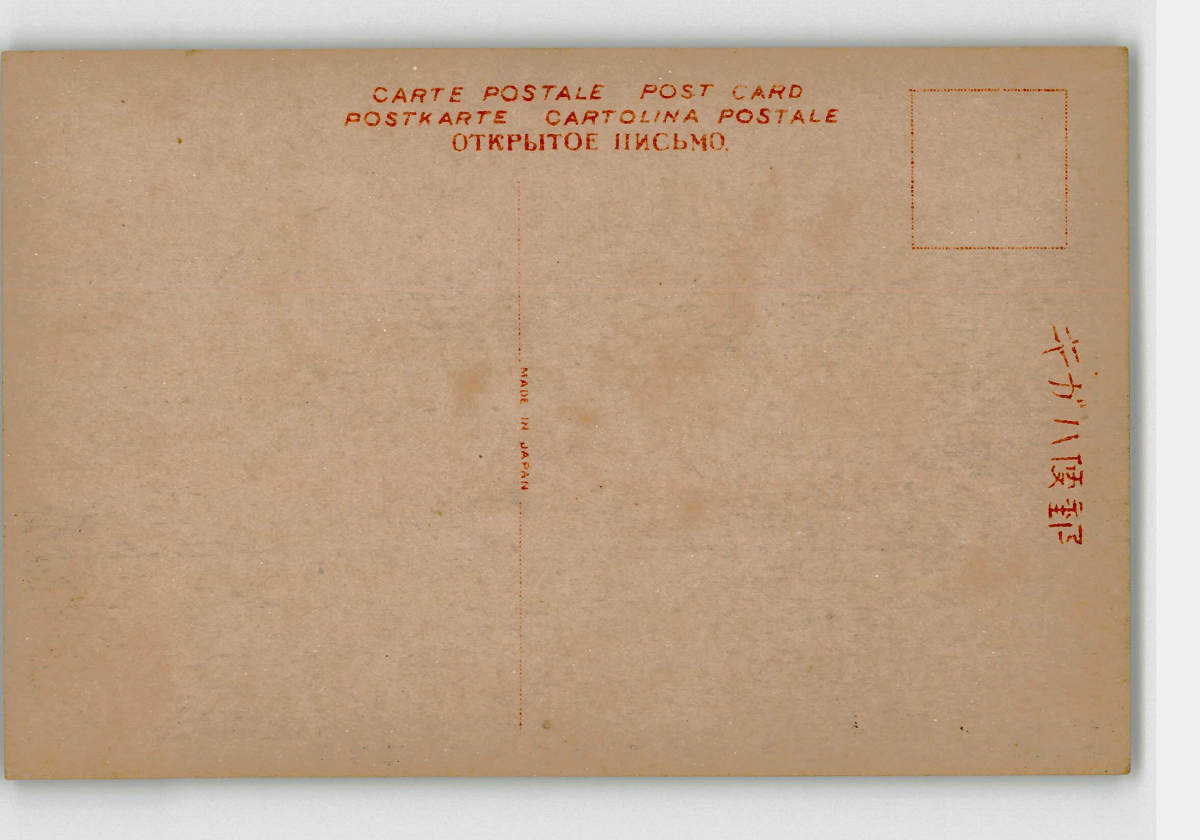 CARTE POSTALE POST CARD
POSTKARTE CARTOLINA POSTALE
ОТКРЫТОЕ ПИСЬМО.
MADE IN JAPAN
郵便ハガキ